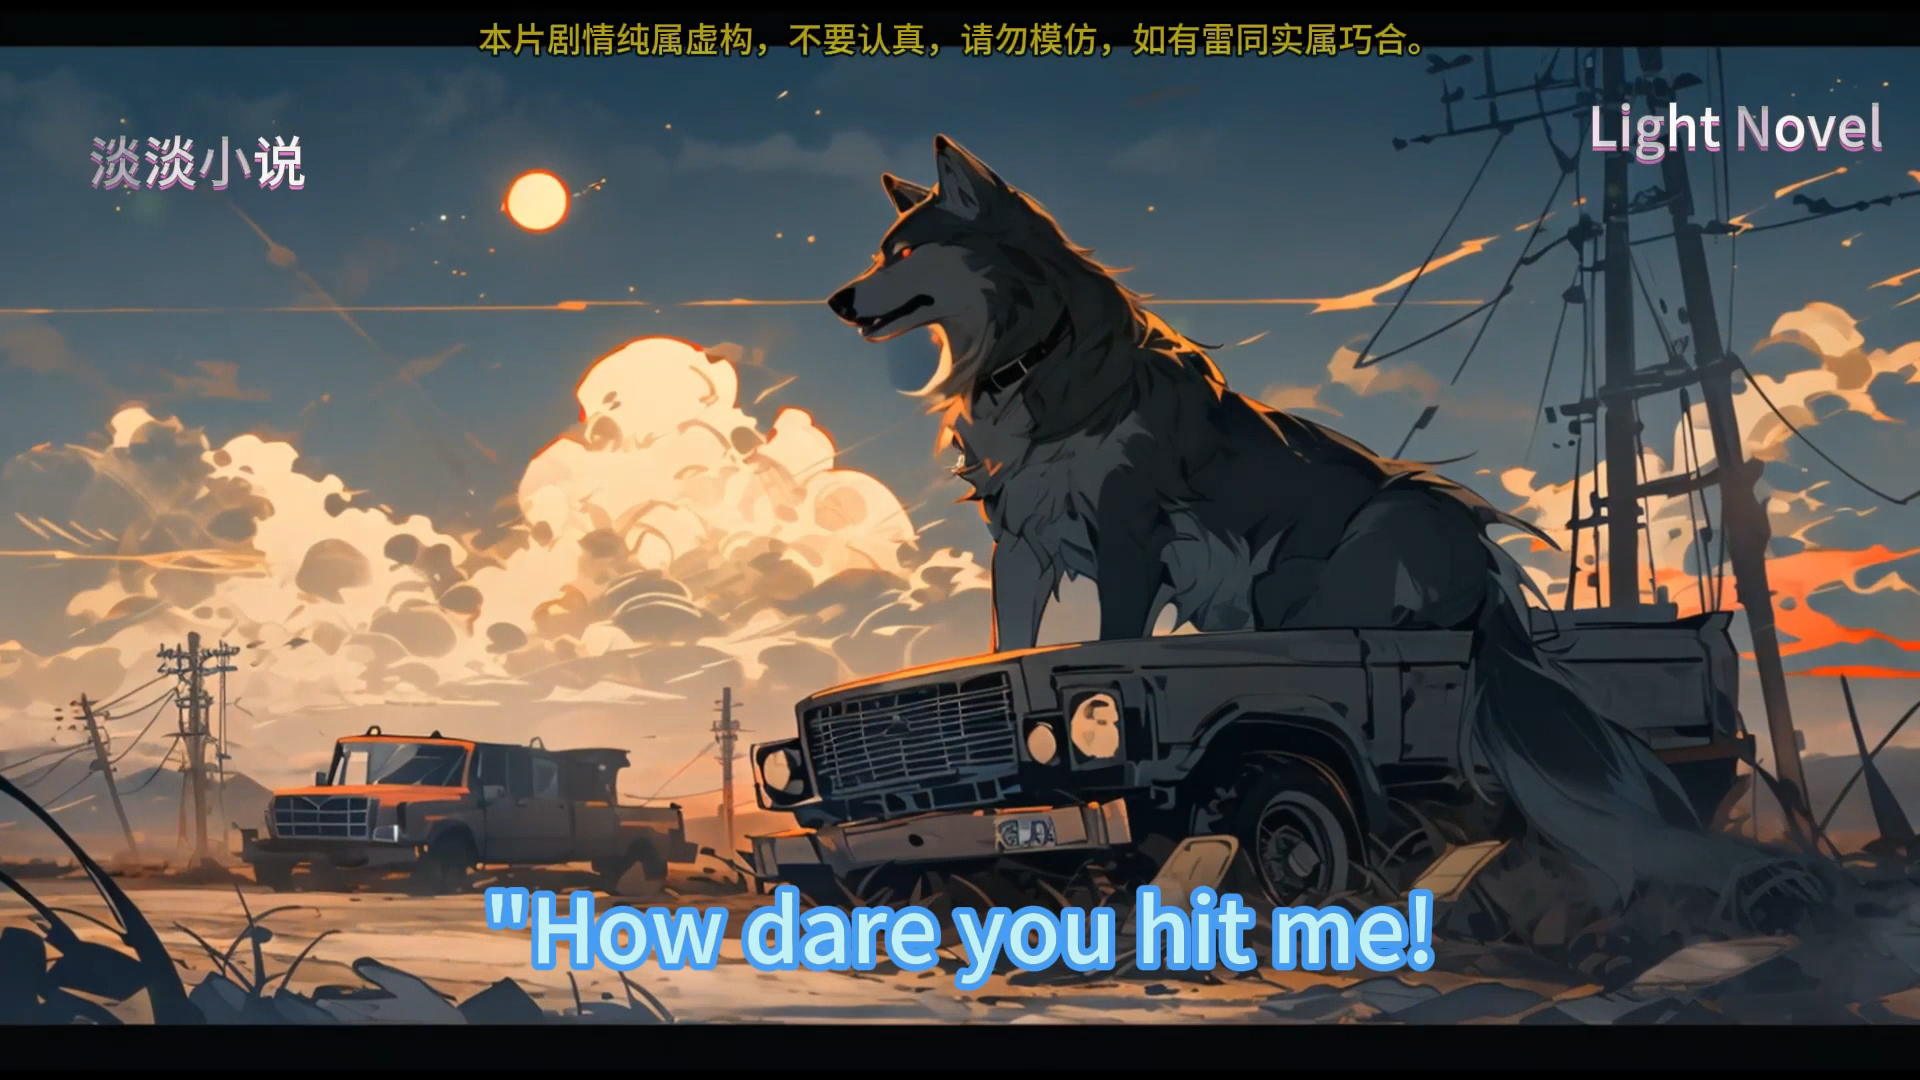 本片剧情纯属虚构，不要认真，请勿模仿，如有雷同实属巧合。
淡淡小说
Light Novel
"How dare you hit me!